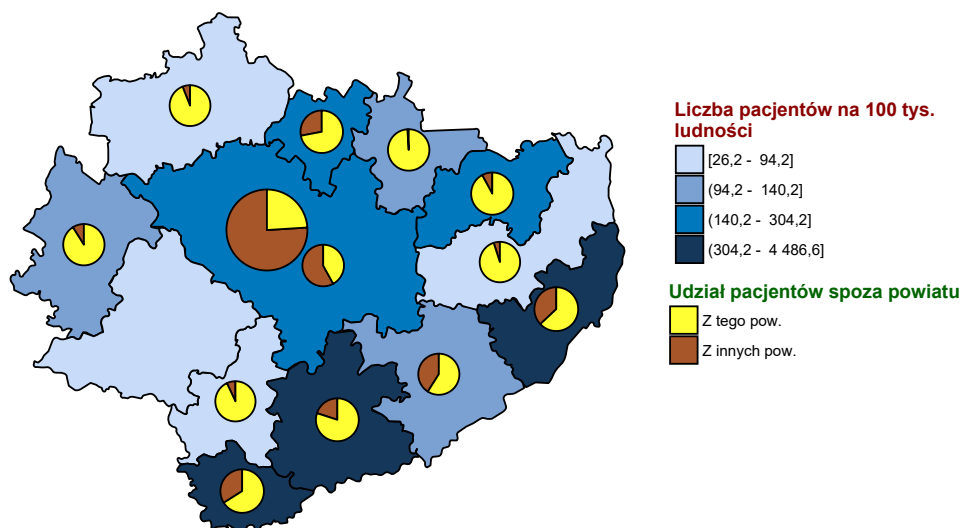 Liczba pacjentów na 100 tys.
ludności
[26,2 - 94,2]
(94,2 - 140,2]
(140,2 - 304,2]
(304,2 - 4 486,6]
Udział pacjentów spoza powiatu
Z tego pow.
Z innych pow.